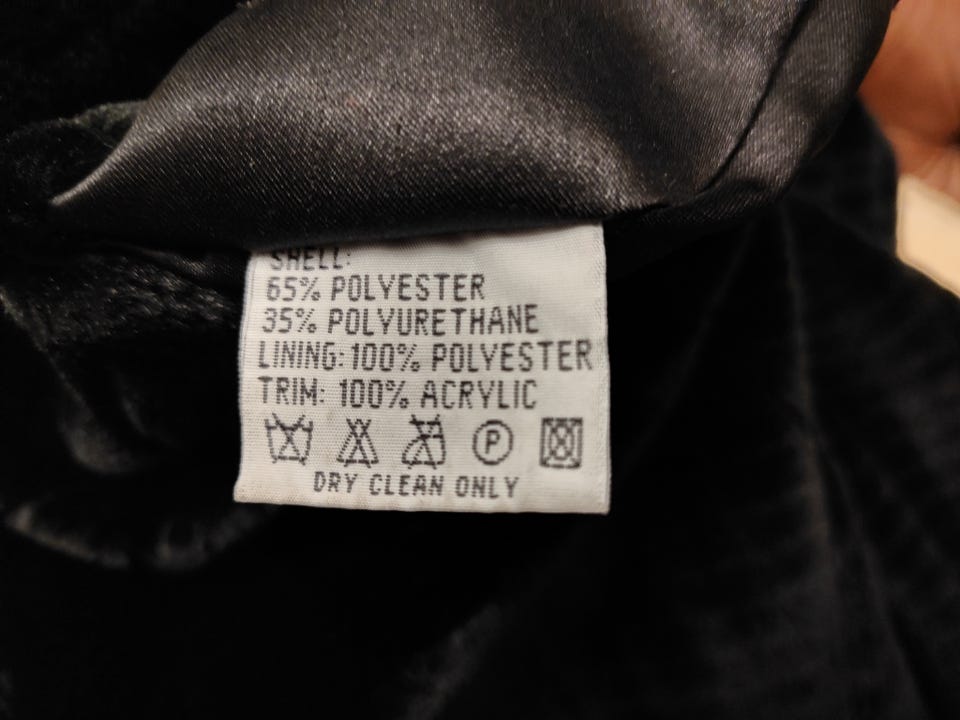 SHELL:
65% POLYESTER
35% POLYURETHANE
LINING: 100% POLYESTER
TRIM: 100% ACRYLIC
P
DRY CLEAN ONLY